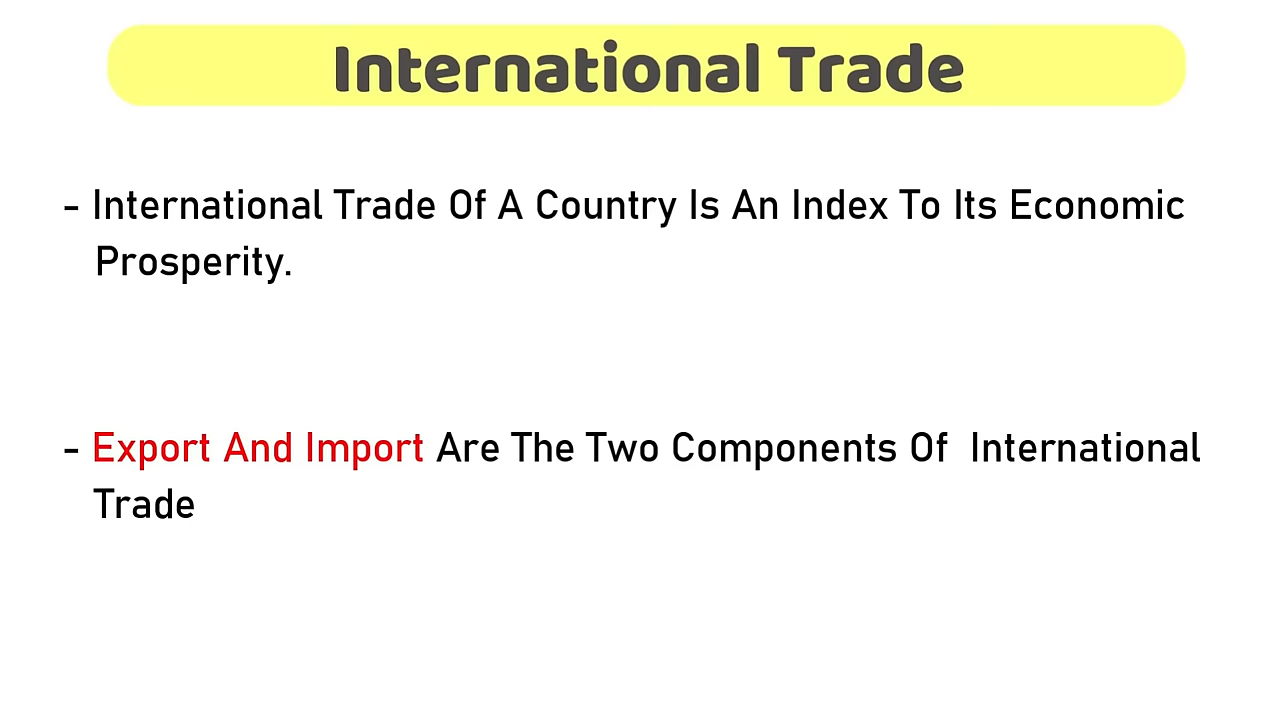 International Trade
- International Trade Of A Country Is An Index To Its Economic
Prosperity.
- Export And Import Are The Two Components Of  International
Trade